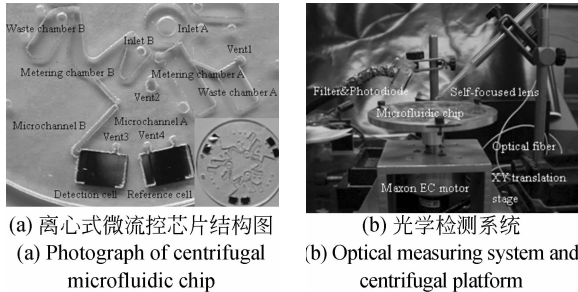 Waste chamber B
Inlet B
Inlet A
Vent1
Metering chamber B
Metering chamber A
Vent2
Waste chamber A
Microchannel B
Microchannel A
Vent3
Vent4
Detection cell
Reference cell
Filter&Photodiode
Self-focused lens
Microfluidic chip
Optical fiber
Maxon EC motor
XY translation
stage
(a) 离心式微流控芯片结构图
(a) Photograph of centrifugal
microfluidic chip
(b) 光学检测系统
(b) Optical measuring system and
centrifugal platform